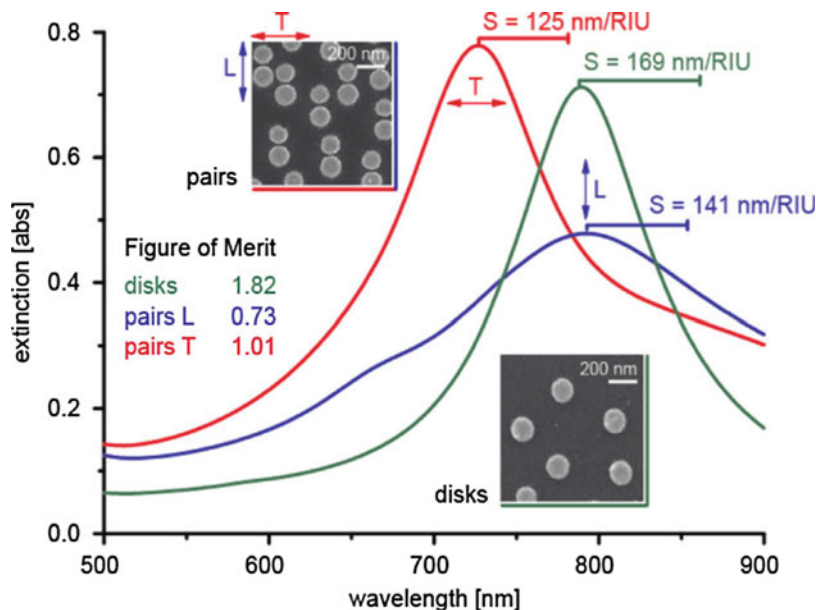 T
S = 125 nm/RIU
0.8
L
200 nm
S = 169 nm/RIU
T
0.6
pairs
L
S = 141 nm/RIU
Figure of Merit
0.4
disks 1.82
pairs L 0.73
pairs T 1.01
200 nm
0.2
disks
0.0
500 600 700 800 900
wavelength [nm]
extinction [abs]